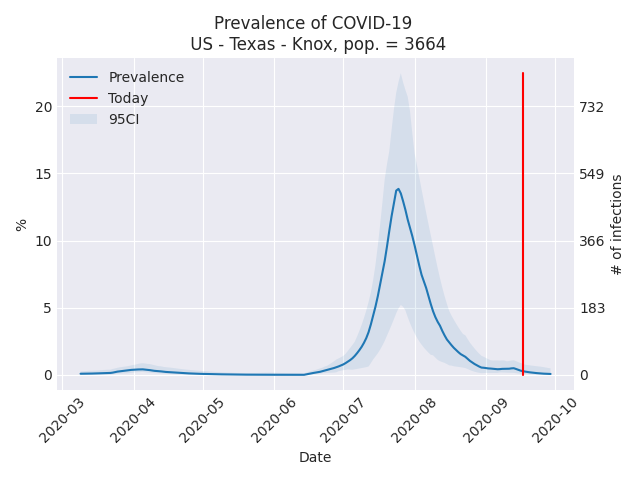 Prevalence of COVID-19
US - Texas - Knox, pop. = 3664
Prevalence
Today
95CI
20
15
10
5
0
%
732
549
366
183
0
# of infections
2020-03
2020-04
2020-05
2020-06
2020-07
2020-08
2020-09
2020-10
Date